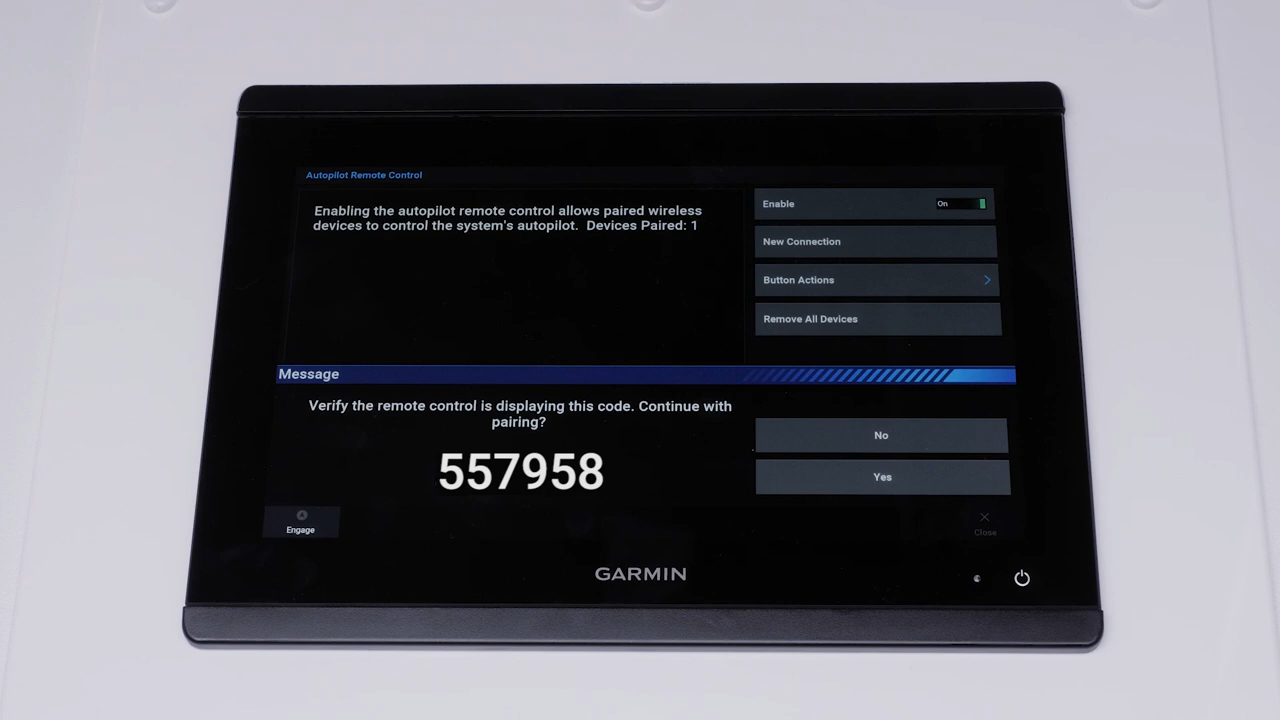 Autopilot Remote Control
Enabling the autopilot remote control allows paired wireless
devices to control the system's autopilot.  Devices Paired: 1
Enable
On
New Connection
Button Actions
Remove All Devices
Message
Verify the remote control is displaying this code. Continue with
pairing?
557958
No
Yes
Engage
Close
GARMIN